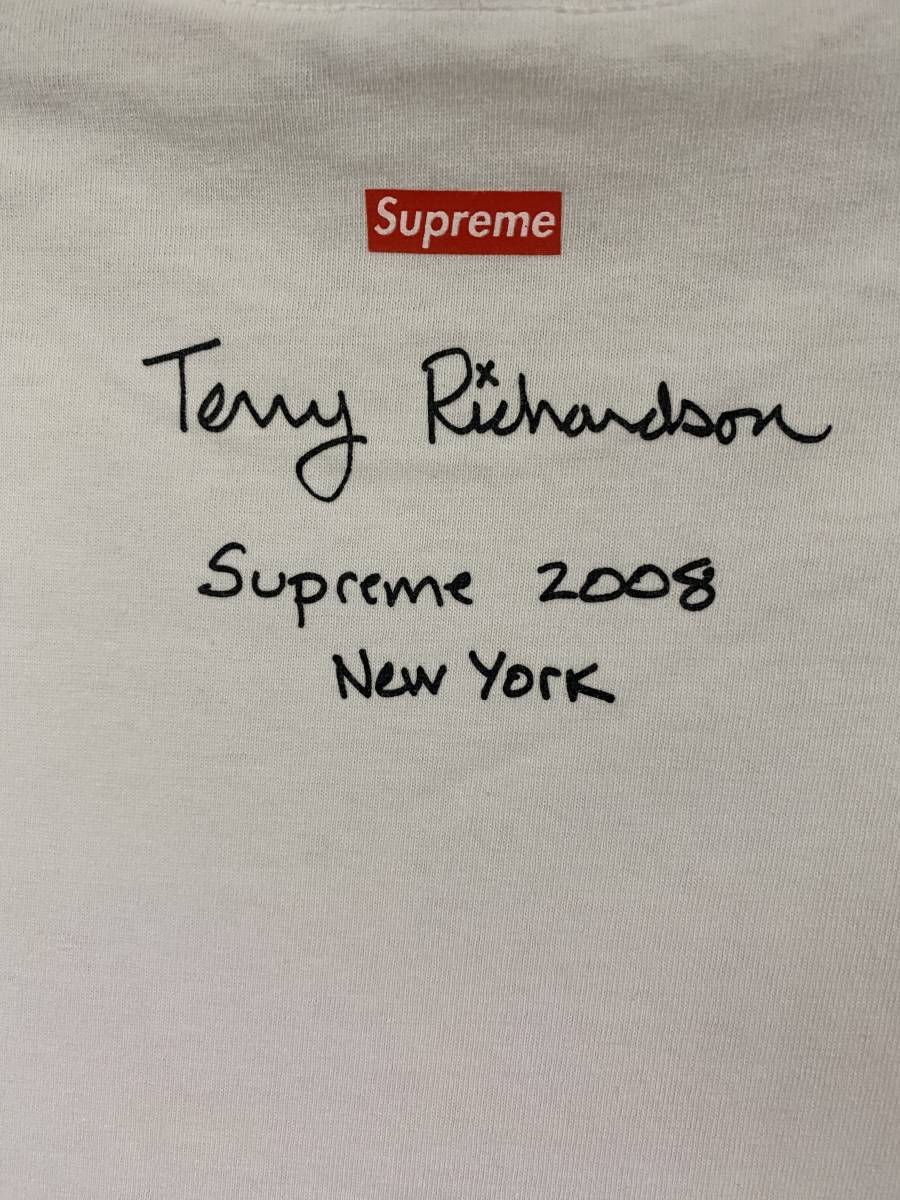 Supreme
Terry Richardson
Supreme 2008
New York